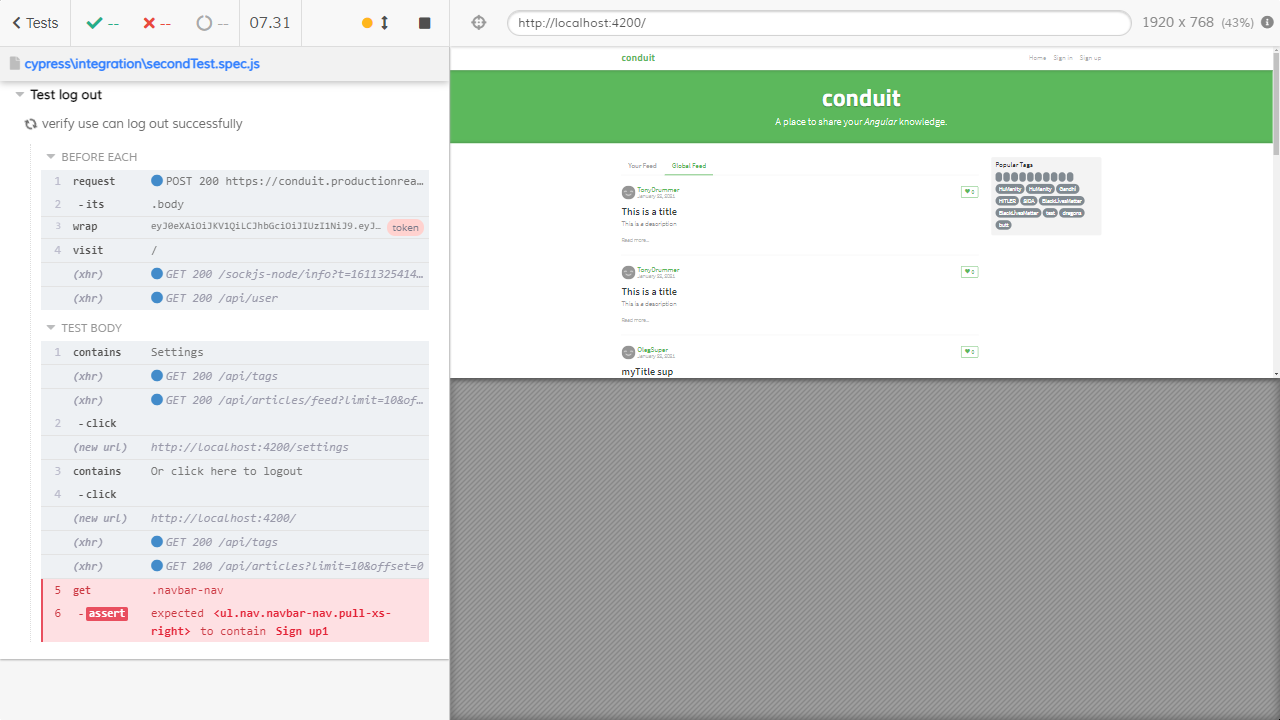 Tests -- -- -- 07.31
http://localhost:4200/
1920 x 768 (43%)
cypress\integration\secondTest.spec.js
Test log out
verify use can log out successfully
BEFORE EACH
1 request POST 200 https://conduit.productionrea…
2 - its .body
3 wrap token
4 visit /
(xhr) GET 200 /sockjs-node/info?t=1611325414…
(xhr) GET 200 /api/user
TEST BODY
1 contains Settings
(xhr) GET 200 /api/tags
(xhr) GET 200 /api/articles/feed?limit=10&of…
2 - click
(new url) http://localhost:4200/settings
3 contains Or click here to logout
4 - click
(new url) http://localhost:4200/
(xhr) GET 200 /api/tags
(xhr) GET 200 /api/articles?limit=10&offset=0
5 get .navbar-nav
6 - assert expected <ul.nav.navbar-nav.pull-xs-
right> to contain Sign up1
conduit
Home Sign in Sign up
conduit
A place to share your Angular knowledge.
Your Feed Global Feed
TonyDrummer
January 22, 2021
This is a title
This is a description
Read more...
TonyDrummer
January 22, 2021
This is a title
This is a description
Read more...
OlegSuper
January 22, 2021
myTitle sup
Popular Tags
HuManity HuManity Gandhi
HITLER SIDA BlackLivesMatter
BlackLivesMatter test dragons
butt